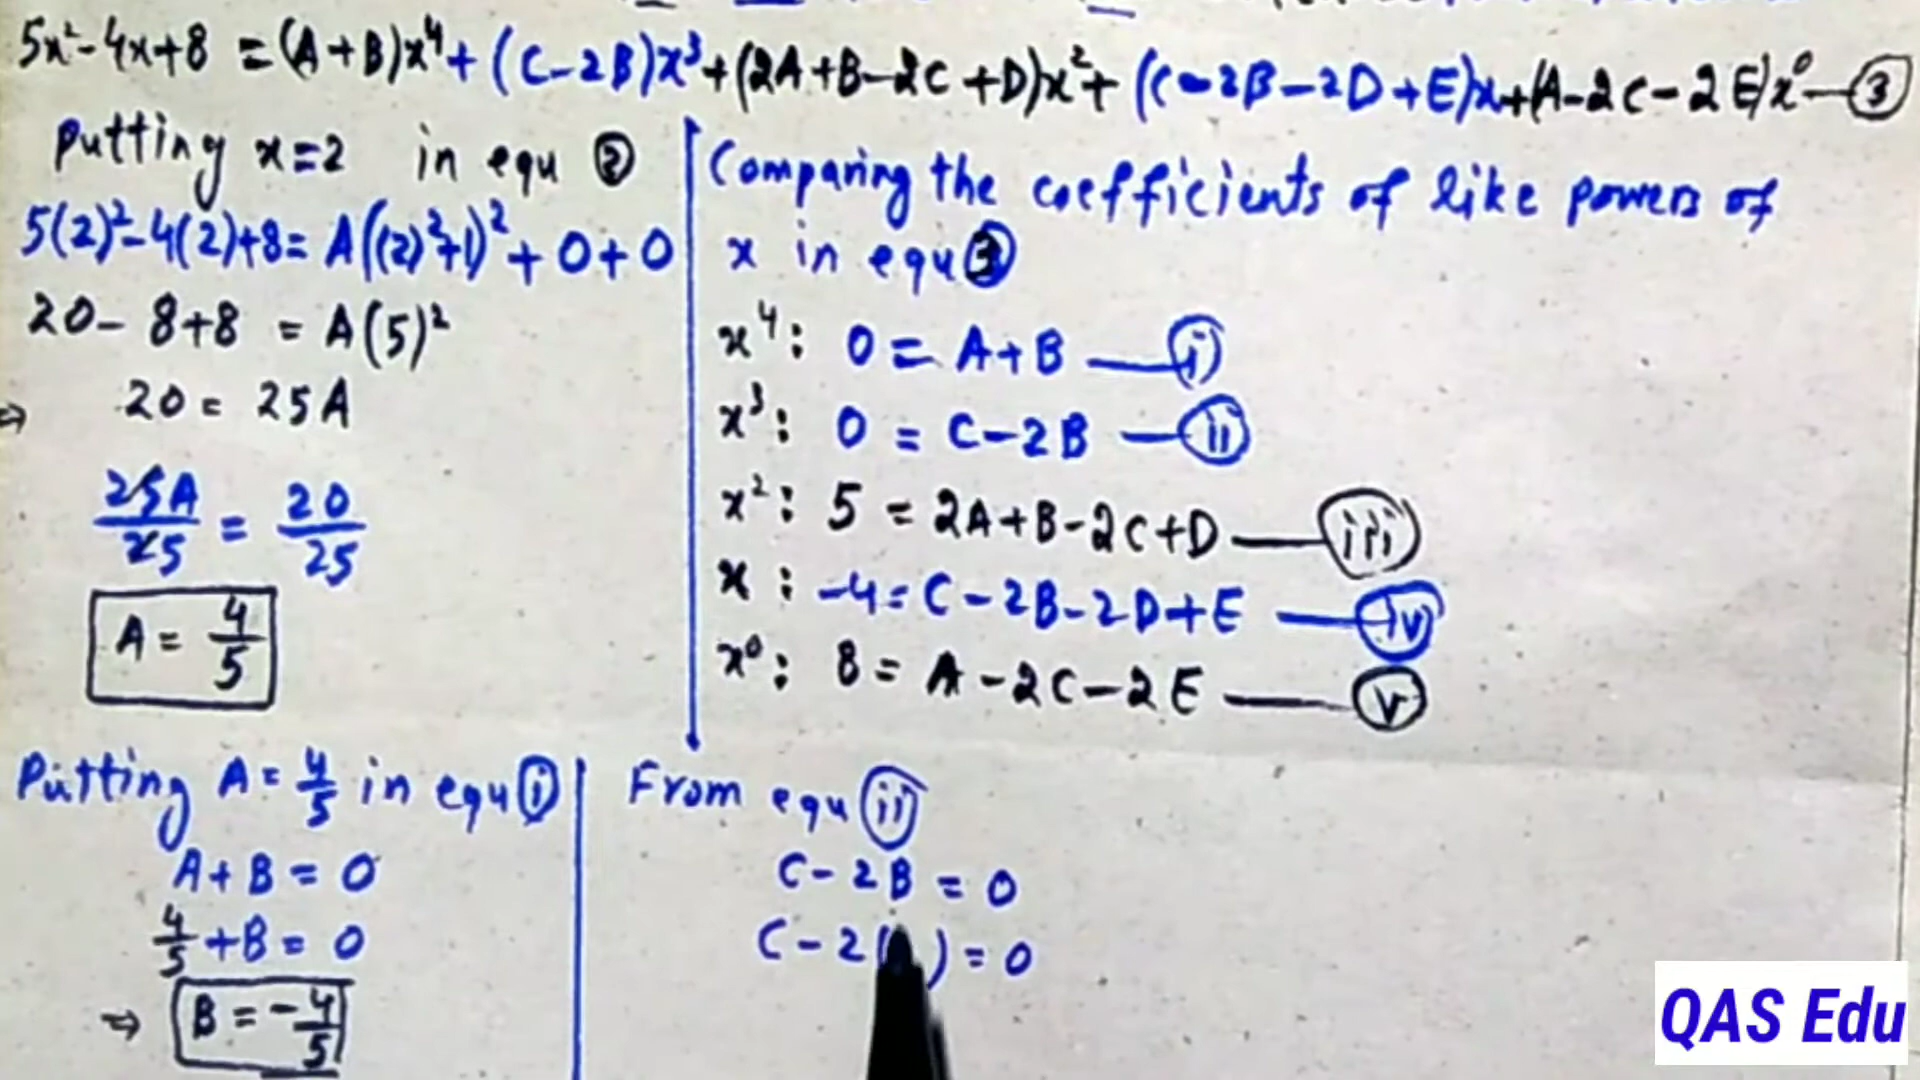 5x²-4x+8 = (A+B)x⁴+(C-2B)x³+(2A+B-2C+D)x²+(C-2B-2D+E)x+(A-2C-2E)x⁰—③
Putting x=2 in equ ②
5(2)²-4(2)+8= A((2)²+1)²+0+0
20-8+8 = A(5)²
⇒ 20 = 25A
25A/25 = 20/25
A = 4/5
Comparing the coefficients of like powers of
x in equ ③
x⁴: 0 = A+B — (i)
x³: 0 = C-2B — (ii)
x²: 5 = 2A+B-2C+D — (iii)
x : -4 = C-2B-2D+E — (iv)
x⁰: 8 = A-2C-2E — (v)
Putting A = 4/5 in equ (i)
A+B = 0
4/5+B = 0
⇒ B = -4/5
From equ (ii)
C-2B = 0
C-2( ) = 0
QAS Edu